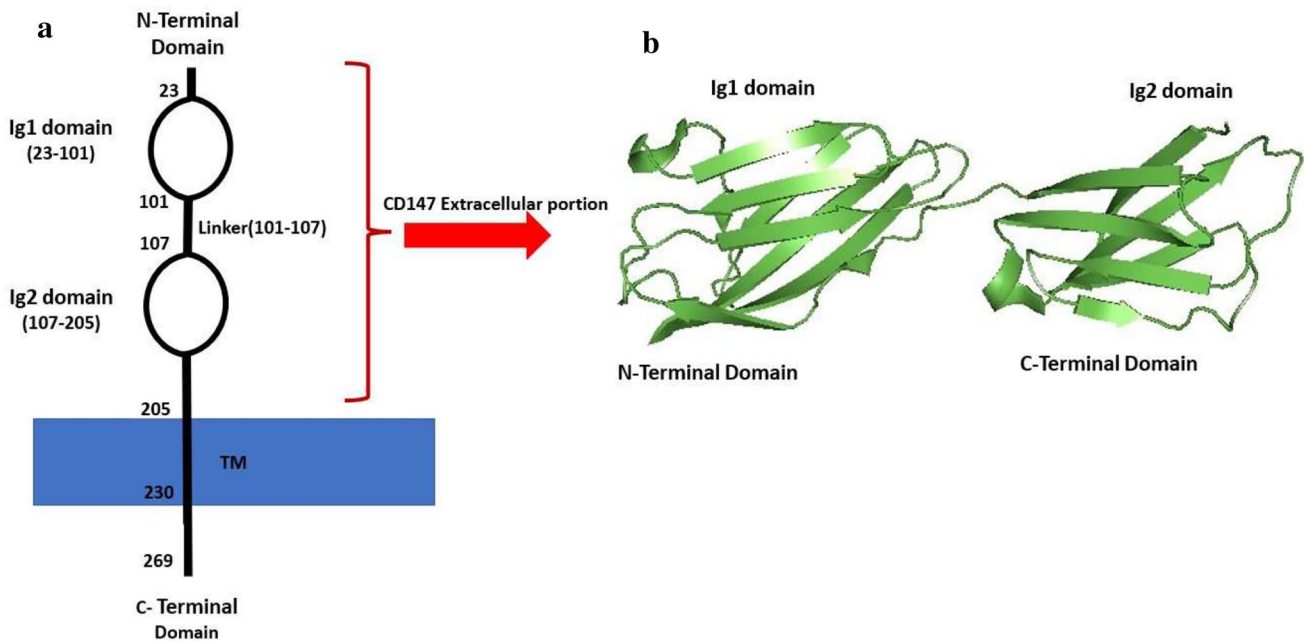 a
N-Terminal
Domain
23
Ig1 domain
(23-101)
101
Linker(101-107)
107
Ig2 domain
(107-205)
205
TM
230
269
C- Terminal
Domain
CD147 Extracellular portion
b
Ig1 domain
Ig2 domain
N-Terminal Domain
C-Terminal Domain